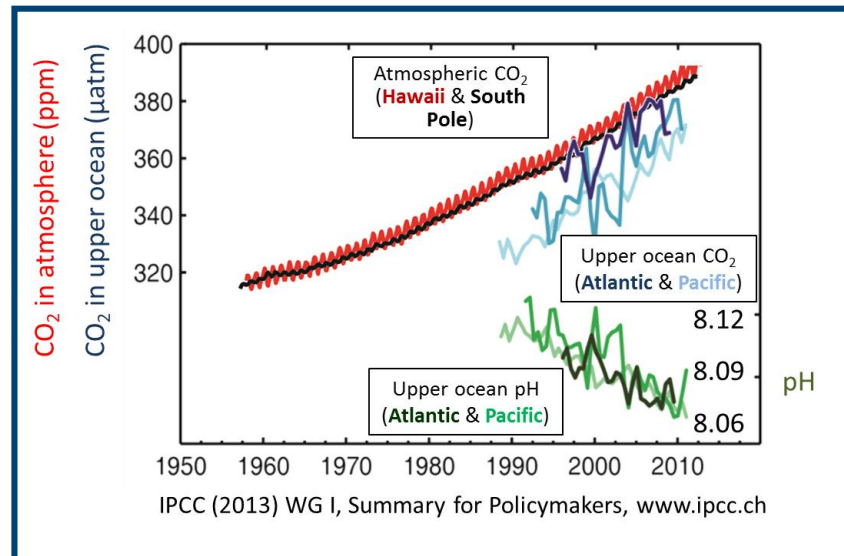 CO₂ in atmosphere (ppm)
CO₂ in upper ocean (µatm)
400
380
360
340
320
Atmospheric CO₂
(Hawaii & South
Pole)
Upper ocean CO₂
(Atlantic & Pacific)
8.12
8.09
8.06
pH
Upper ocean pH
(Atlantic & Pacific)
1950
1960
1970
1980
1990
2000
2010
IPCC (2013) WG I, Summary for Policymakers, www.ipcc.ch